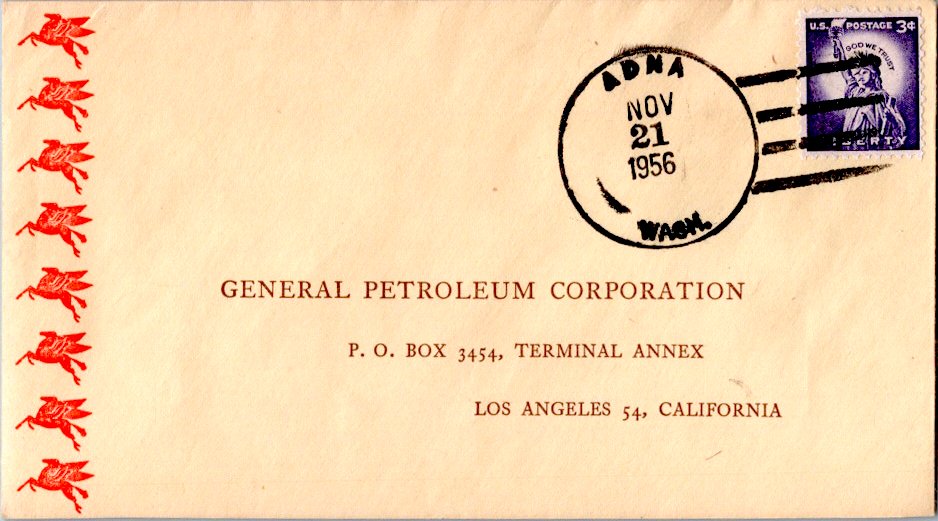 U.S. POSTAGE 3¢
IN GOD WE TRUST
LIBERTY
ADNA
NOV
21
1956
WASH.
GENERAL PETROLEUM CORPORATION
P. O. BOX 3454, TERMINAL ANNEX
LOS ANGELES 54, CALIFORNIA